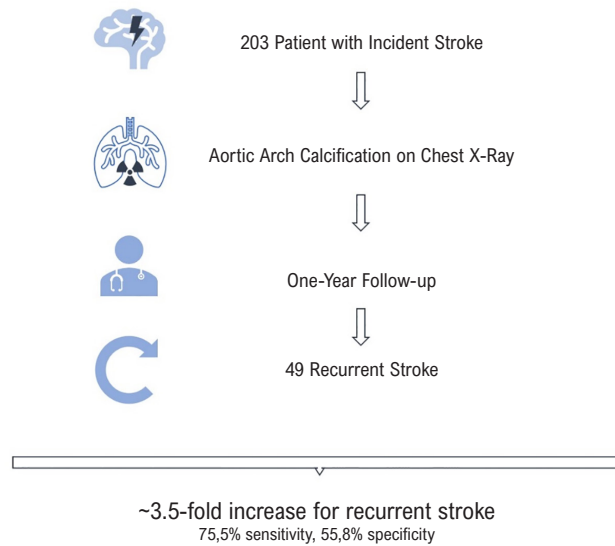 203 Patient with Incident Stroke
Aortic Arch Calcification on Chest X-Ray
One-Year Follow-up
49 Recurrent Stroke
~3.5-fold increase for recurrent stroke
75,5% sensitivity, 55,8% specificity